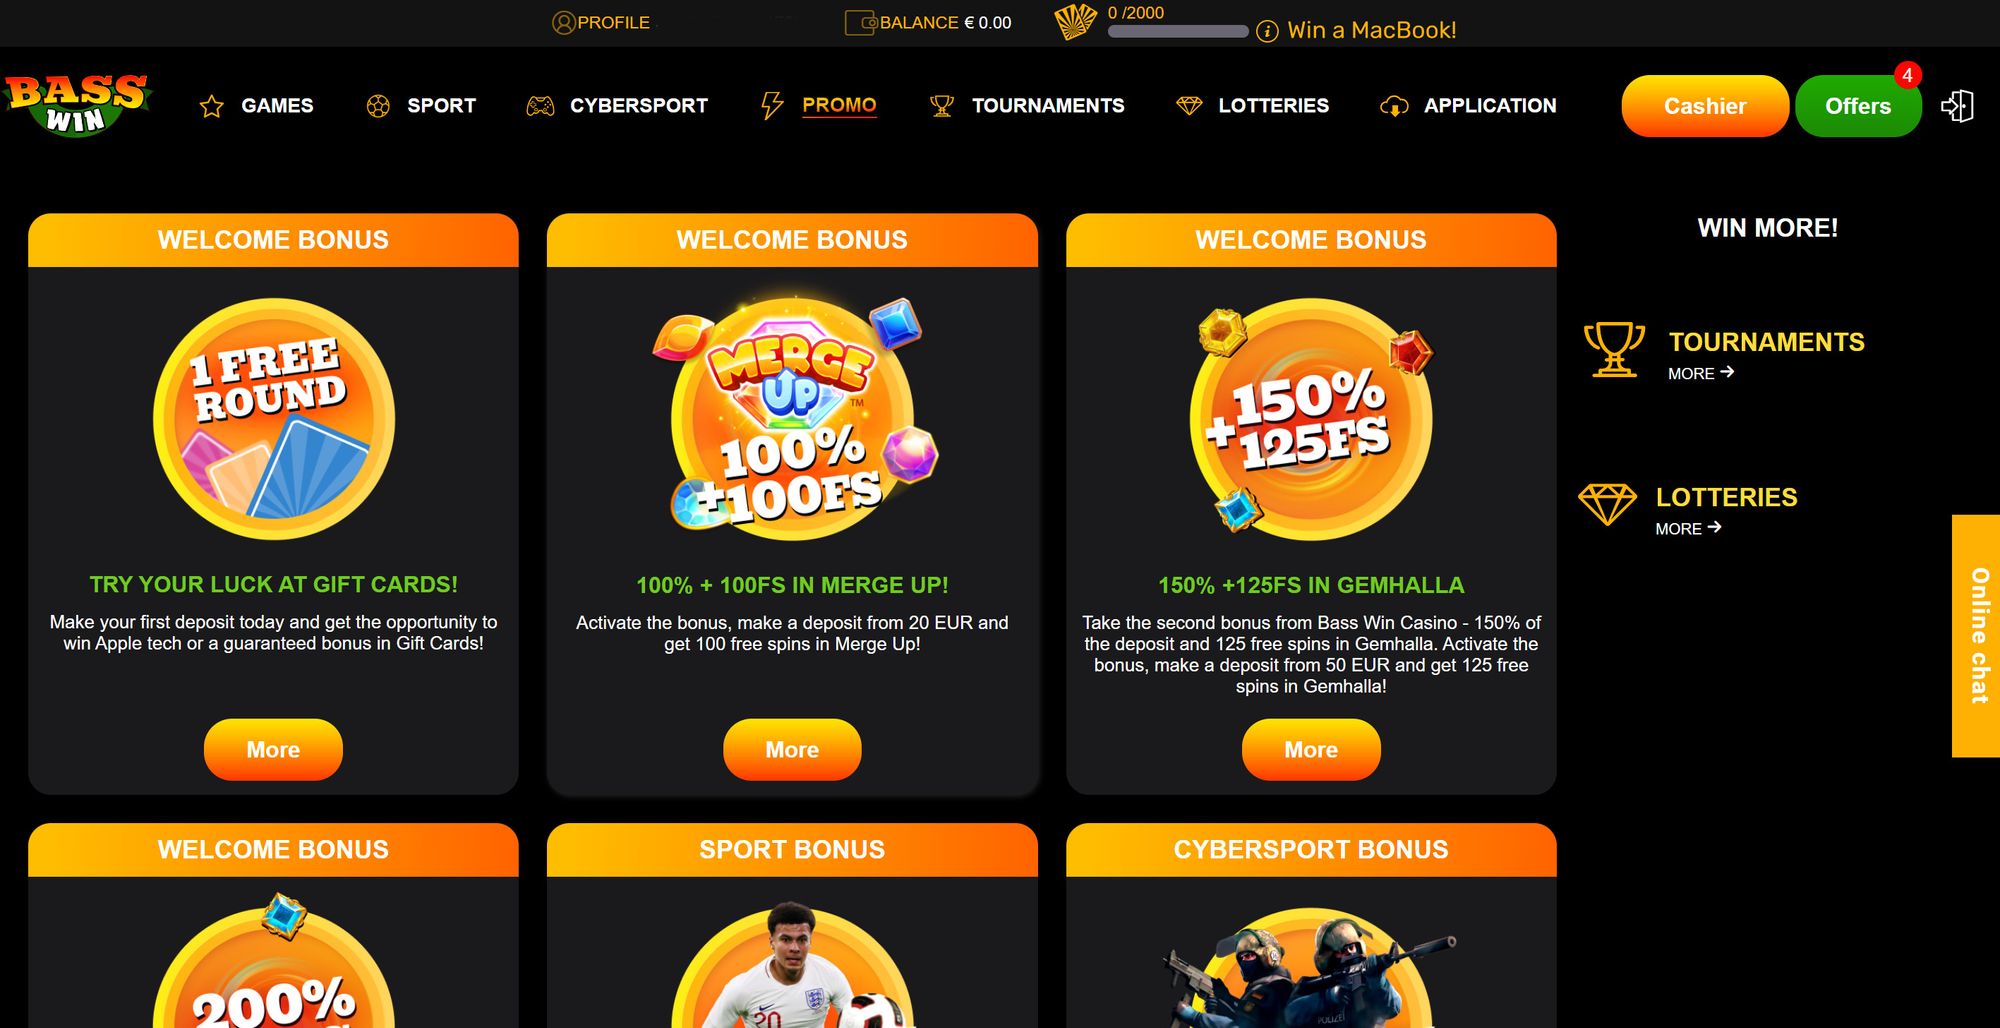 PROFILE
BALANCE € 0.00
0 /2000
Win a MacBook!
BASS
WIN
GAMES
SPORT
CYBERSPORT
PROMO
TOURNAMENTS
LOTTERIES
APPLICATION
Cashier
Offers
4
WELCOME BONUS
1 FREE
ROUND
TRY YOUR LUCK AT GIFT CARDS!
Make your first deposit today and get the opportunity to
win Apple tech or a guaranteed bonus in Gift Cards!
More
WELCOME BONUS
MERGE
UP™
100%
+100FS
100% + 100FS IN MERGE UP!
Activate the bonus, make a deposit from 20 EUR and
get 100 free spins in Merge Up!
More
WELCOME BONUS
+150%
125FS
150% +125FS IN GEMHALLA
Take the second bonus from Bass Win Casino - 150% of
the deposit and 125 free spins in Gemhalla. Activate the
bonus, make a deposit from 50 EUR and get 125 free
spins in Gemhalla!
More
WIN MORE!
TOURNAMENTS
MORE →
LOTTERIES
MORE →
Online chat
WELCOME BONUS
200%
SPORT BONUS
20
CYBERSPORT BONUS
POLIZEI